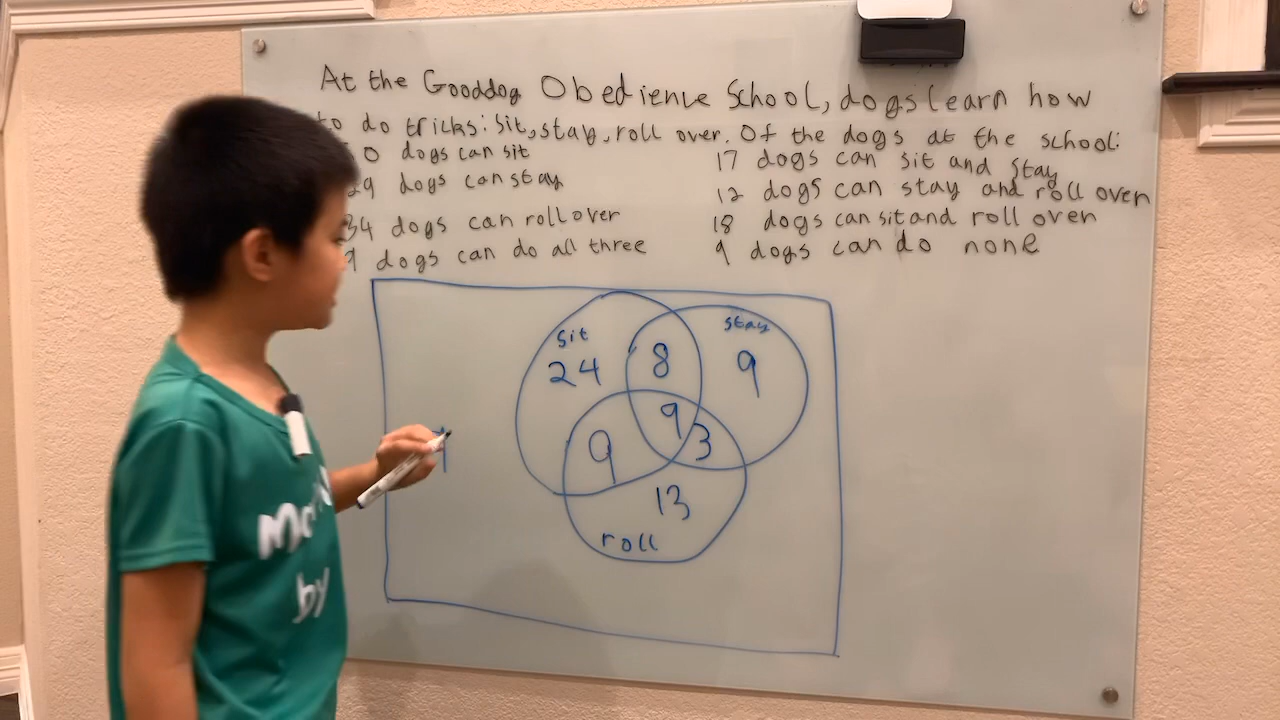 At the Gooddog Obedience School, dogs learn how
to do tricks: Sit, stay, roll over. Of the dogs at the school:
0 dogs can sit
29 dogs can stay
34 dogs can roll over
9 dogs can do all three
17 dogs can sit and stay
12 dogs can stay and roll over
18 dogs can sit and roll over
9 dogs can do none
sit
stay
24
8
9
9
9
3
13
roll
by